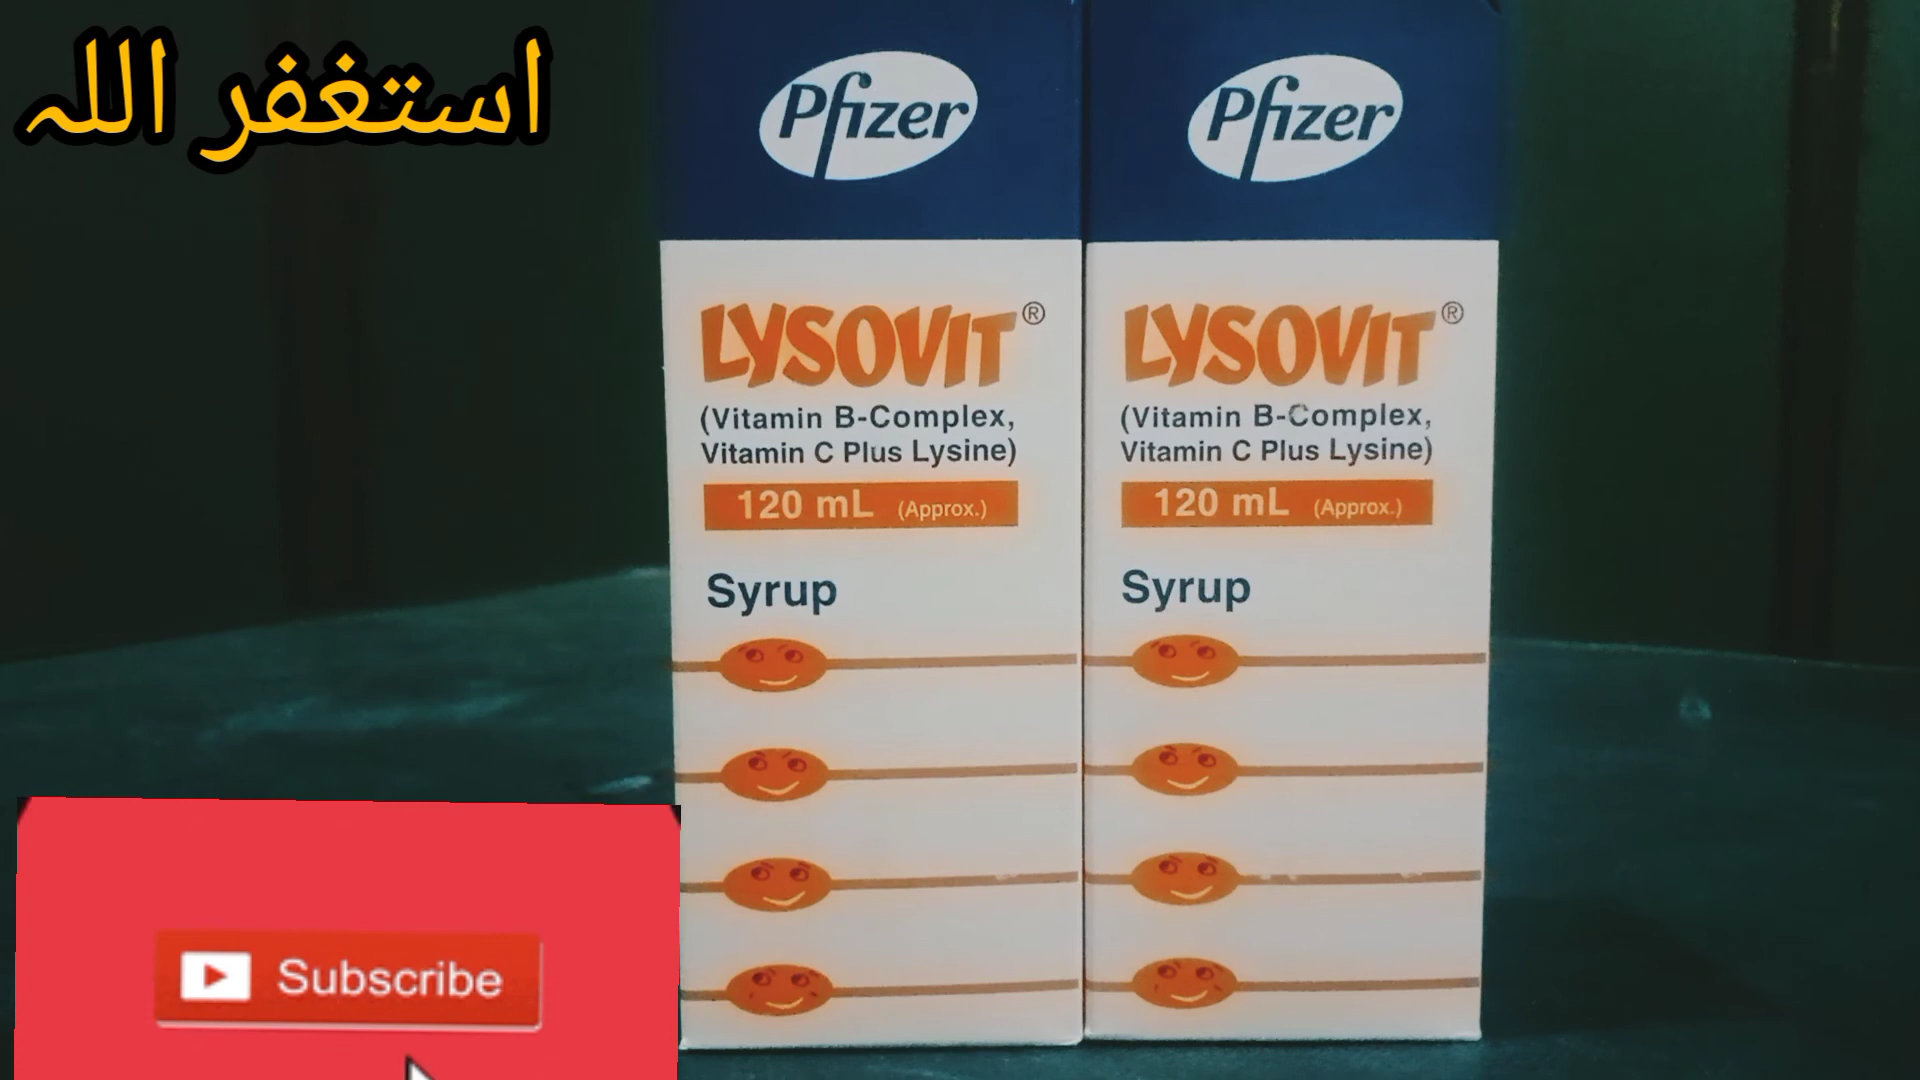 استغفر اللہ
Pfizer
LYSOVIT®
(Vitamin B-Complex,
Vitamin C Plus Lysine)
120 mL (Approx.)
Syrup
Pfizer
LYSOVIT®
(Vitamin B-Complex,
Vitamin C Plus Lysine)
120 mL (Approx.)
Syrup
Subscribe